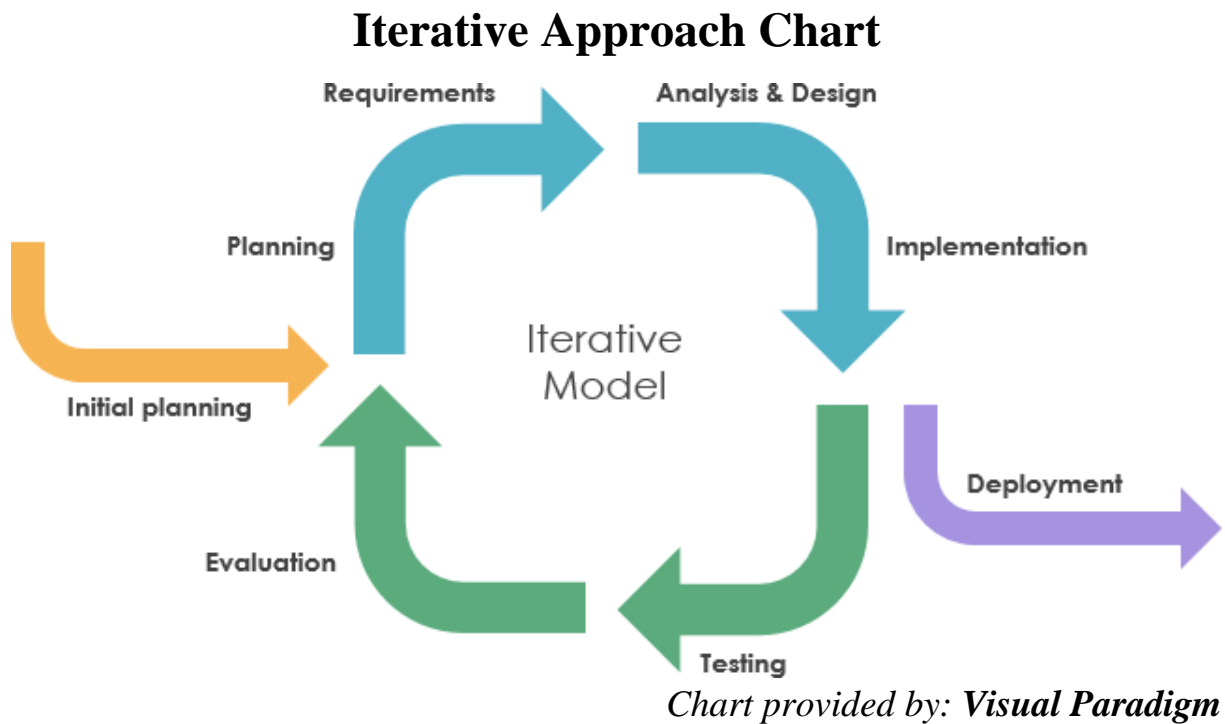 Iterative Approach Chart
Requirements
Analysis & Design
Planning
Implementation
Iterative
Model
Initial planning
Deployment
Evaluation
Testing
Chart provided by: Visual Paradigm